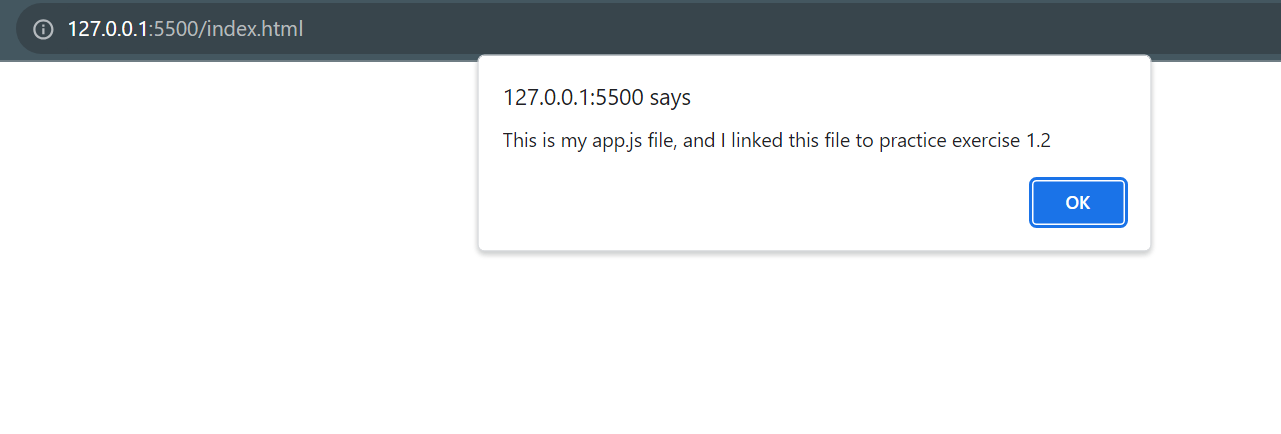 127.0.0.1:5500/index.html
127.0.0.1:5500 says
This is my app.js file, and I linked this file to practice exercise 1.2
OK